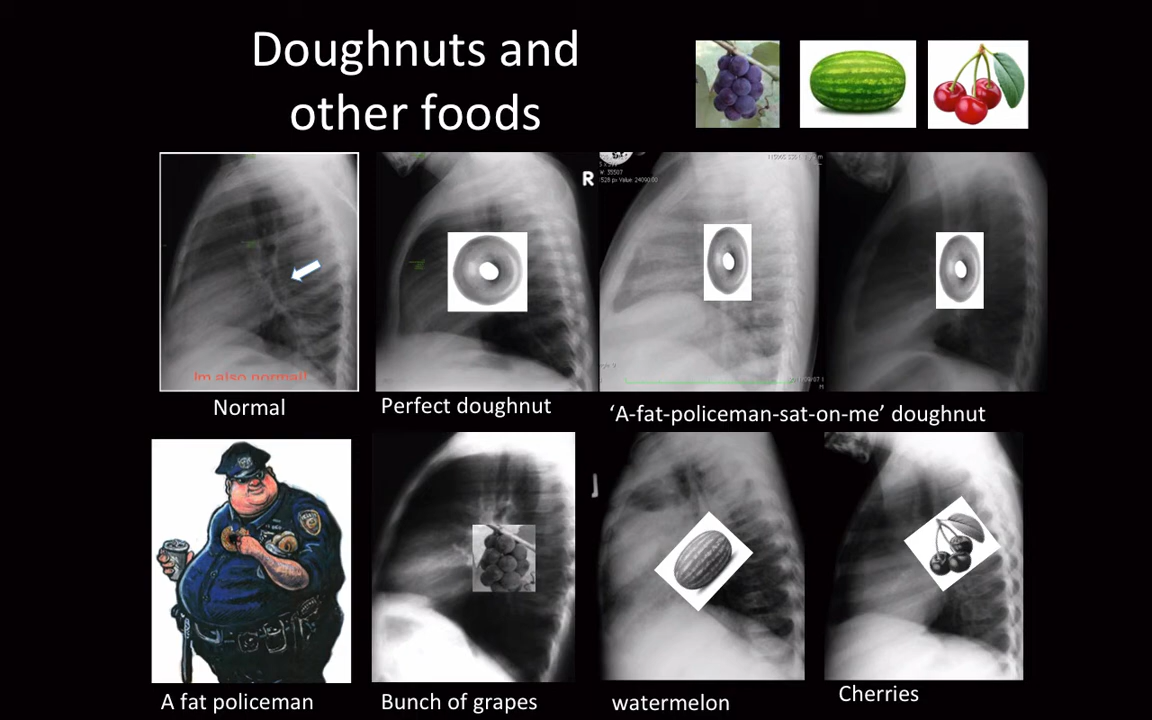 Doughnuts and
other foods
R
Im also normal!
Normal
Perfect doughnut
‘A-fat-policeman-sat-on-me’ doughnut
A fat policeman
Bunch of grapes
watermelon
Cherries